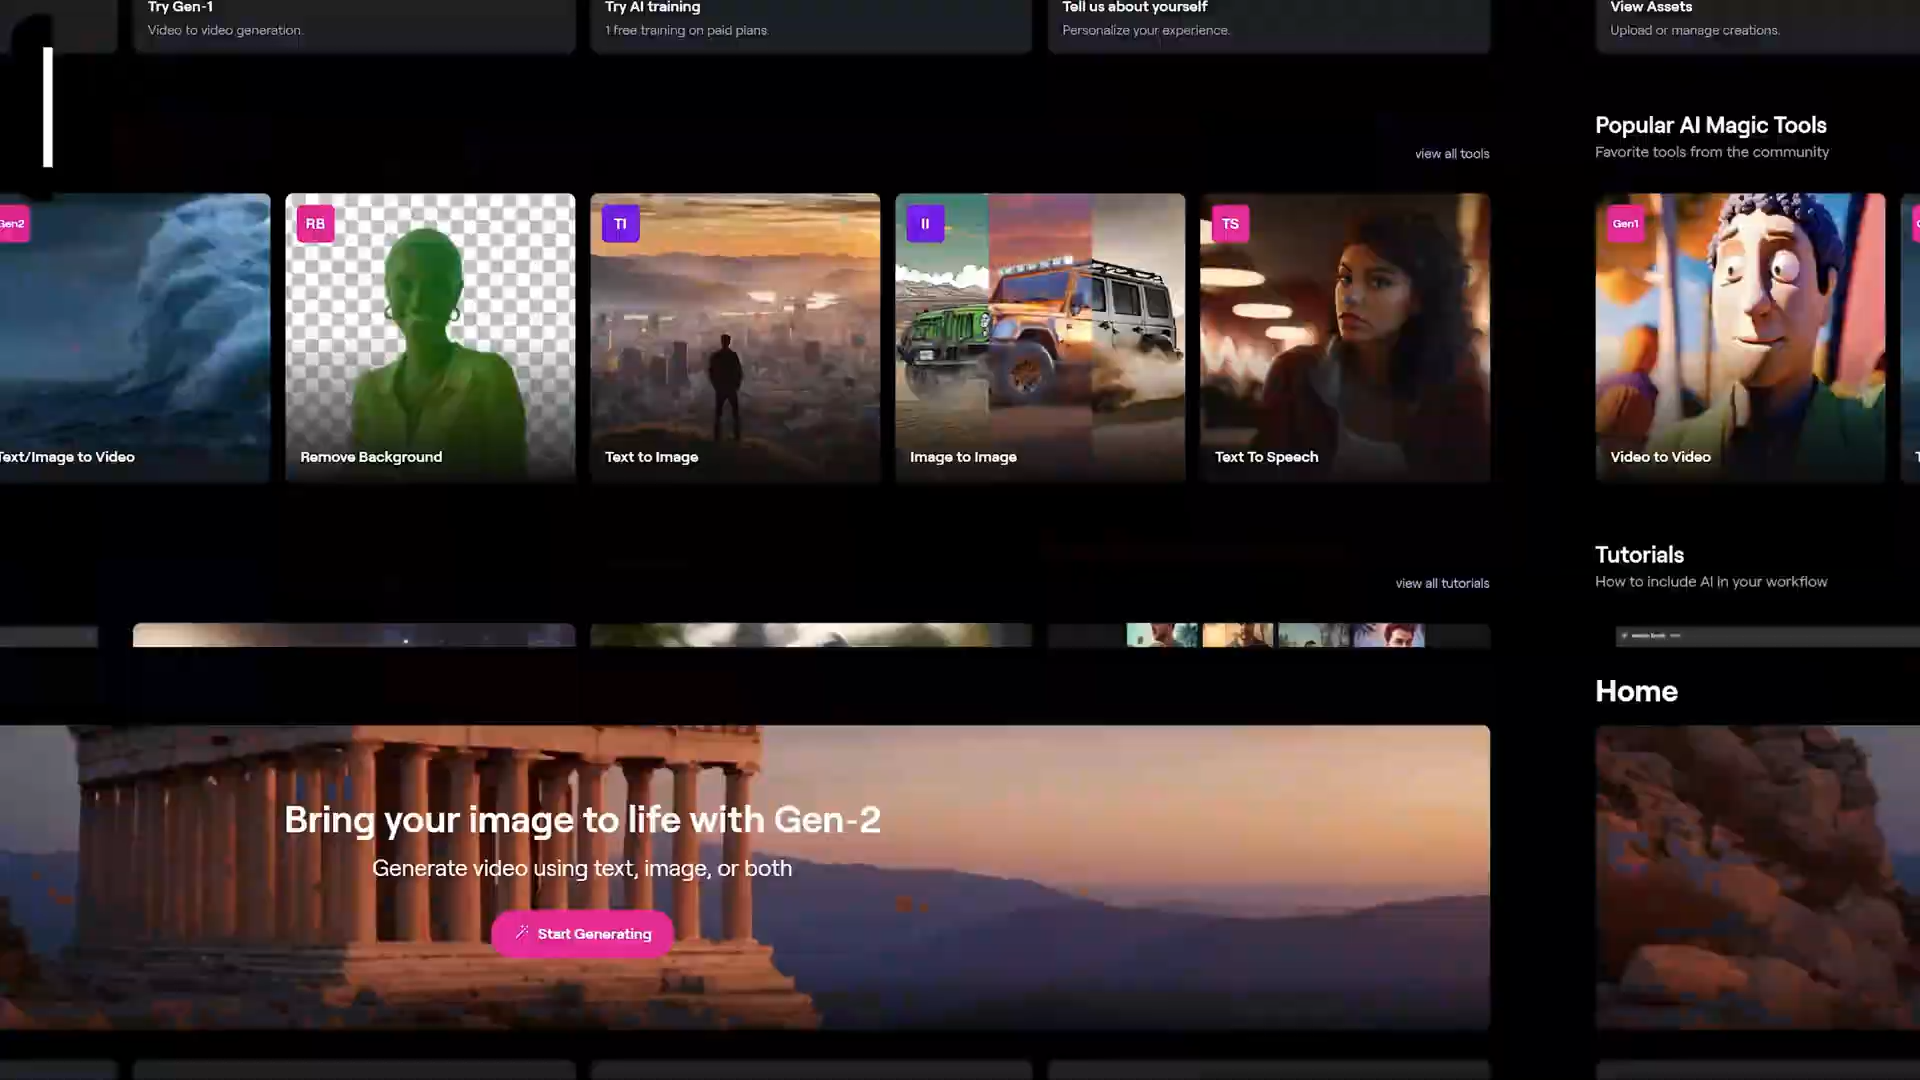 Try Gen-1
Video to video generation.
Try AI training
1 free training on paid plans.
Tell us about yourself
Personalize your experience.
View Assets
Upload or manage creations.
view all tools
Popular AI Magic Tools
Favorite tools from the community
Gen2
RB
TI
II
TS
Gen1
Text/Image to Video
Remove Background
Text to Image
Image to Image
Text To Speech
Video to Video
view all tutorials
Tutorials
How to include AI in your workflow
Home
Bring your image to life with Gen-2
Generate video using text, image, or both
Start Generating